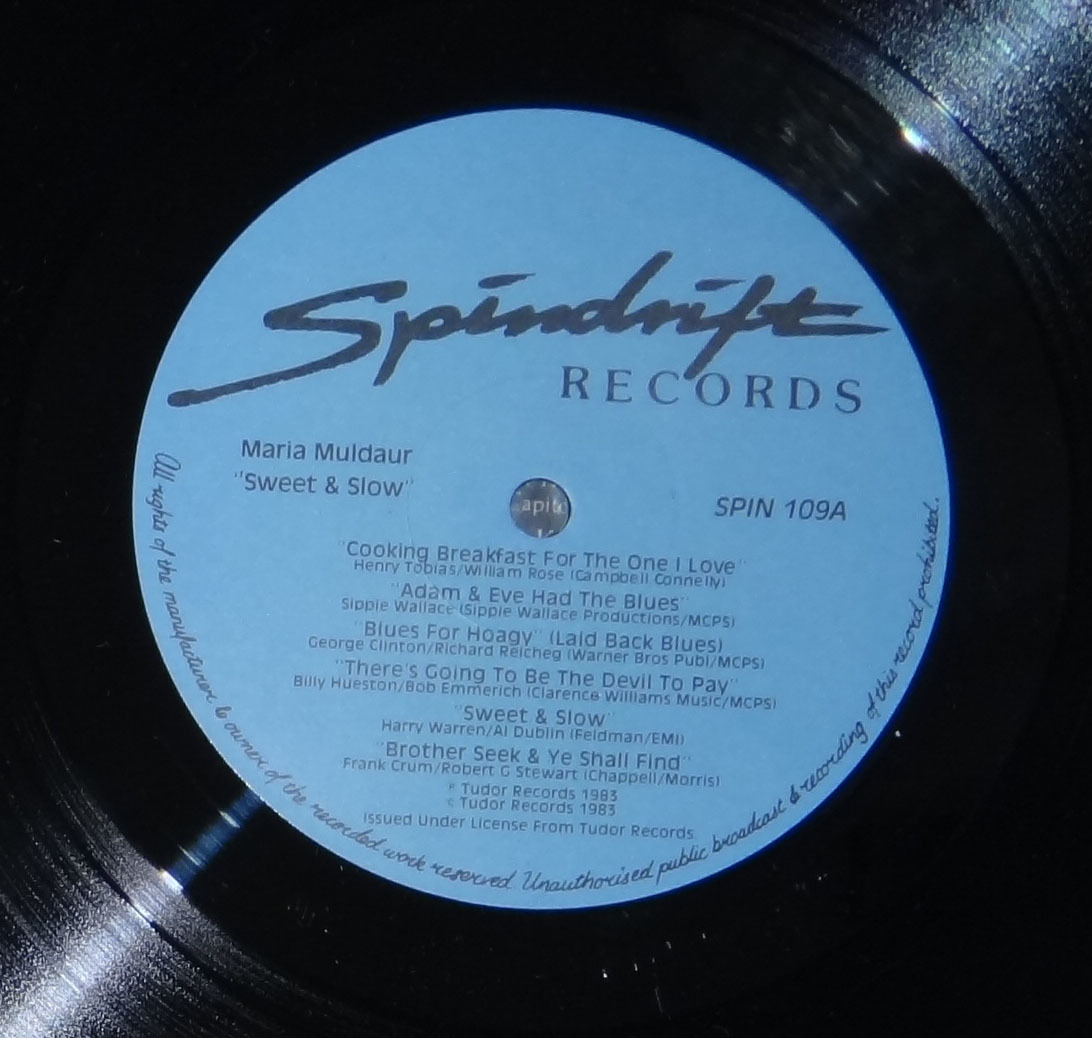 Spindrift
RECORDS
Maria Muldaur
"Sweet & Slow"
SPIN 109A
apit
"Cooking Breakfast For The One I Love"
Henry Tobias/William Rose (Campbell Connelly)
"Adam & Eve Had The Blues"
Sippie Wallace (Sippie Wallace Productions/MCPS)
"Blues For Hoagy" (Laid Back Blues)
George Clinton/Richard Reicheg (Warner Bros Publ/MCPS)
"There's Going To Be The Devil To Pay"
Billy Hueston/Bob Emmerich (Clarence Williams Music/MCPS)
"Sweet & Slow"
Harry Warren/Al Dublin (Feldman/EMI)
"Brother Seek & Ye Shall Find"
Frank Crum/Robert G Stewart (Chappell/Morris)
℗ Tudor Records 1983
© Tudor Records 1983
Issued Under License From Tudor Records
All rights of the manufacturer & owner of the recorded work reserved. Unauthorised public broadcast & recording of this record prohibited.